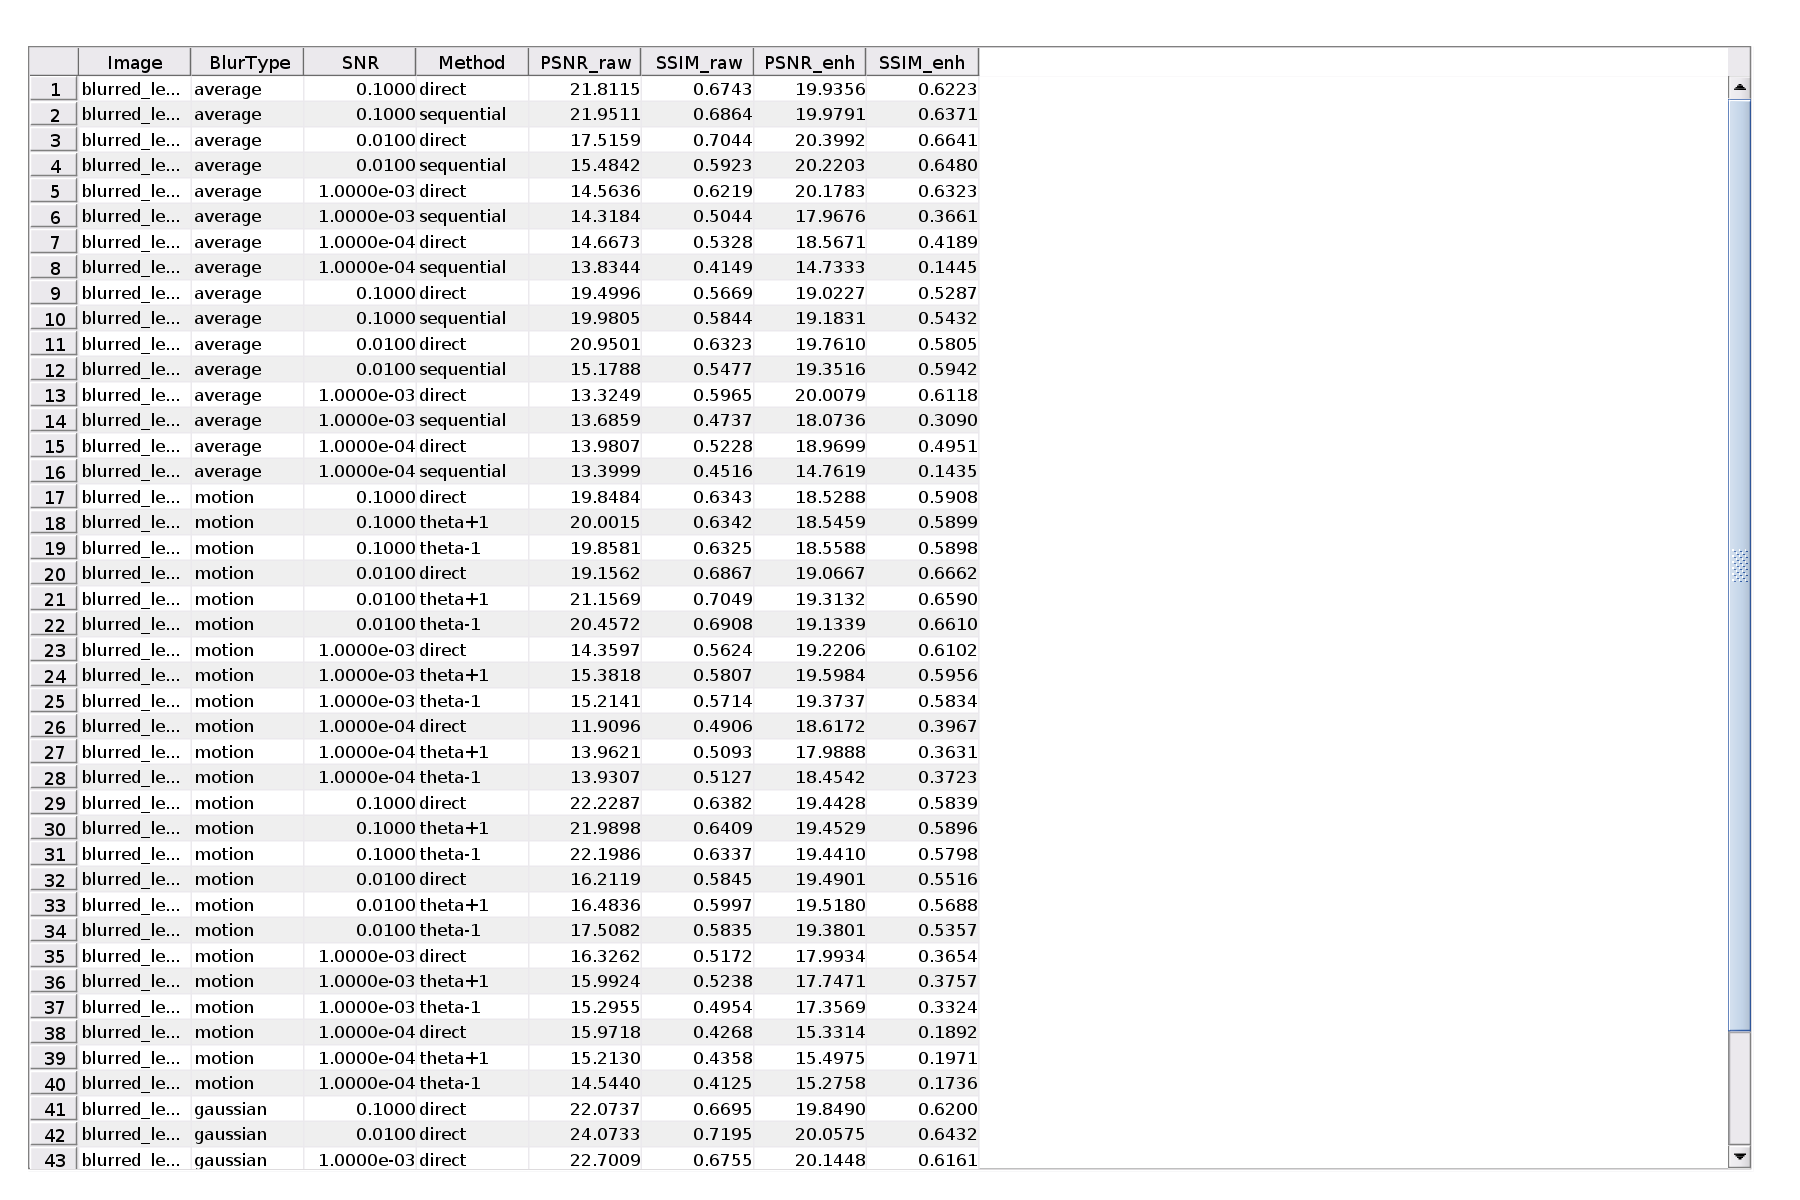 Image BlurType SNR Method PSNR_raw SSIM_raw PSNR_enh SSIM_enh
1 blurred_le... average 0.1000 direct 21.8115 0.6743 19.9356 0.6223
2 blurred_le... average 0.1000 sequential 21.9511 0.6864 19.9791 0.6371
3 blurred_le... average 0.0100 direct 17.5159 0.7044 20.3992 0.6641
4 blurred_le... average 0.0100 sequential 15.4842 0.5923 20.2203 0.6480
5 blurred_le... average 1.0000e-03 direct 14.5636 0.6219 20.1783 0.6323
6 blurred_le... average 1.0000e-03 sequential 14.3184 0.5044 17.9676 0.3661
7 blurred_le... average 1.0000e-04 direct 14.6673 0.5328 18.5671 0.4189
8 blurred_le... average 1.0000e-04 sequential 13.8344 0.4149 14.7333 0.1445
9 blurred_le... average 0.1000 direct 19.4996 0.5669 19.0227 0.5287
10 blurred_le... average 0.1000 sequential 19.9805 0.5844 19.1831 0.5432
11 blurred_le... average 0.0100 direct 20.9501 0.6323 19.7610 0.5805
12 blurred_le... average 0.0100 sequential 15.1788 0.5477 19.3516 0.5942
13 blurred_le... average 1.0000e-03 direct 13.3249 0.5965 20.0079 0.6118
14 blurred_le... average 1.0000e-03 sequential 13.6859 0.4737 18.0736 0.3090
15 blurred_le... average 1.0000e-04 direct 13.9807 0.5228 18.9699 0.4951
16 blurred_le... average 1.0000e-04 sequential 13.3999 0.4516 14.7619 0.1435
17 blurred_le... motion 0.1000 direct 19.8484 0.6343 18.5288 0.5908
18 blurred_le... motion 0.1000 theta+1 20.0015 0.6342 18.5459 0.5899
19 blurred_le... motion 0.1000 theta-1 19.8581 0.6325 18.5588 0.5898
20 blurred_le... motion 0.0100 direct 19.1562 0.6867 19.0667 0.6662
21 blurred_le... motion 0.0100 theta+1 21.1569 0.7049 19.3132 0.6590
22 blurred_le... motion 0.0100 theta-1 20.4572 0.6908 19.1339 0.6610
23 blurred_le... motion 1.0000e-03 direct 14.3597 0.5624 19.2206 0.6102
24 blurred_le... motion 1.0000e-03 theta+1 15.3818 0.5807 19.5984 0.5956
25 blurred_le... motion 1.0000e-03 theta-1 15.2141 0.5714 19.3737 0.5834
26 blurred_le... motion 1.0000e-04 direct 11.9096 0.4906 18.6172 0.3967
27 blurred_le... motion 1.0000e-04 theta+1 13.9621 0.5093 17.9888 0.3631
28 blurred_le... motion 1.0000e-04 theta-1 13.9307 0.5127 18.4542 0.3723
29 blurred_le... motion 0.1000 direct 22.2287 0.6382 19.4428 0.5839
30 blurred_le... motion 0.1000 theta+1 21.9898 0.6409 19.4529 0.5896
31 blurred_le... motion 0.1000 theta-1 22.1986 0.6337 19.4410 0.5798
32 blurred_le... motion 0.0100 direct 16.2119 0.5845 19.4901 0.5516
33 blurred_le... motion 0.0100 theta+1 16.4836 0.5997 19.5180 0.5688
34 blurred_le... motion 0.0100 theta-1 17.5082 0.5835 19.3801 0.5357
35 blurred_le... motion 1.0000e-03 direct 16.3262 0.5172 17.9934 0.3654
36 blurred_le... motion 1.0000e-03 theta+1 15.9924 0.5238 17.7471 0.3757
37 blurred_le... motion 1.0000e-03 theta-1 15.2955 0.4954 17.3569 0.3324
38 blurred_le... motion 1.0000e-04 direct 15.9718 0.4268 15.3314 0.1892
39 blurred_le... motion 1.0000e-04 theta+1 15.2130 0.4358 15.4975 0.1971
40 blurred_le... motion 1.0000e-04 theta-1 14.5440 0.4125 15.2758 0.1736
41 blurred_le... gaussian 0.1000 direct 22.0737 0.6695 19.8490 0.6200
42 blurred_le... gaussian 0.0100 direct 24.0733 0.7195 20.0575 0.6432
43 blurred_le... gaussian 1.0000e-03 direct 22.7009 0.6755 20.1448 0.6161